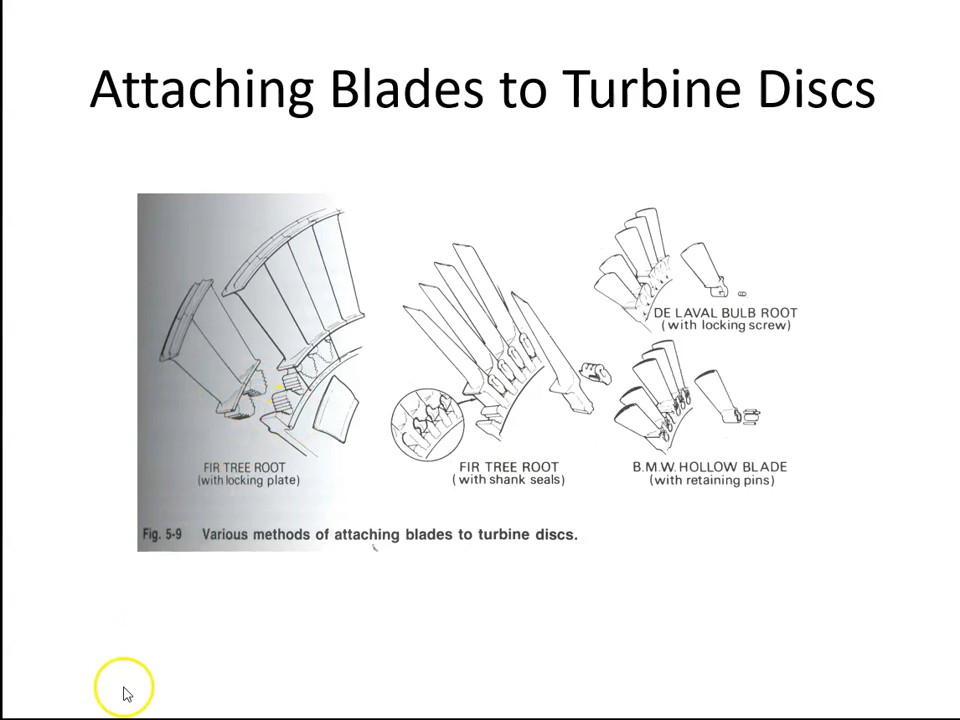 Attaching Blades to Turbine Discs
DE LAVAL BULB ROOT
(with locking screw)
FIR TREE ROOT
(with locking plate)
FIR TREE ROOT
(with shank seals)
B.M.W. HOLLOW BLADE
(with retaining pins)
Fig. 5-9 Various methods of attaching blades to turbine discs.